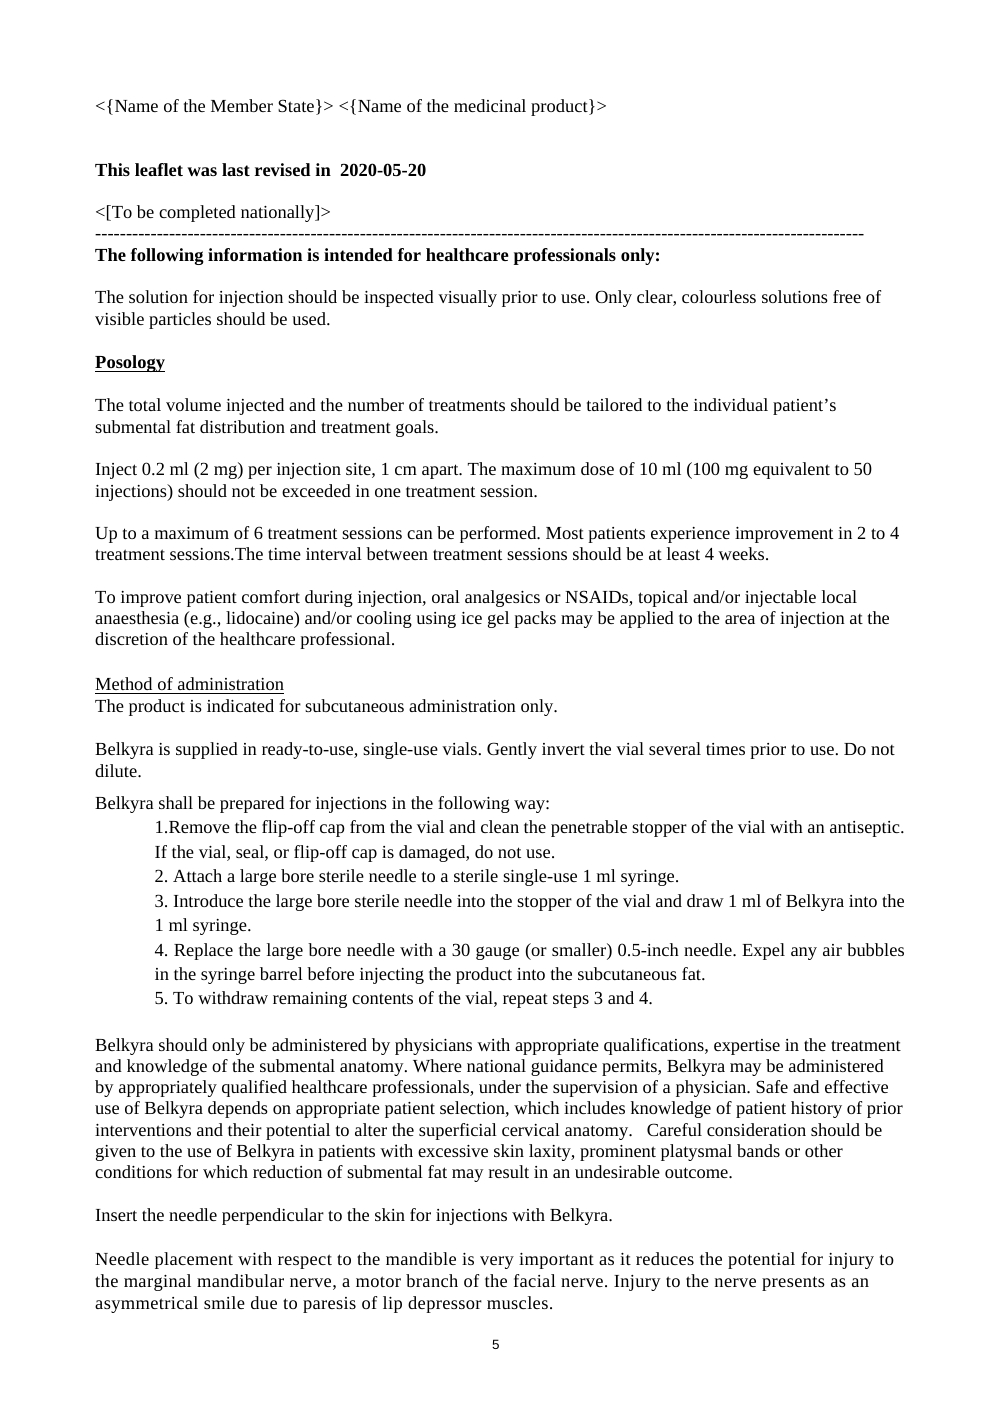 <{Name of the Member State}> <{Name of the medicinal product}>
This leaflet was last revised in  2020-05-20
<[To be completed nationally]>
-----------------------------------------------------------------------------------------------------------------------------
The following information is intended for healthcare professionals only:
The solution for injection should be inspected visually prior to use. Only clear, colourless solutions free of
visible particles should be used.
Posology
The total volume injected and the number of treatments should be tailored to the individual patient’s
submental fat distribution and treatment goals.
Inject 0.2 ml (2 mg) per injection site, 1 cm apart. The maximum dose of 10 ml (100 mg equivalent to 50
injections) should not be exceeded in one treatment session.
Up to a maximum of 6 treatment sessions can be performed. Most patients experience improvement in 2 to 4
treatment sessions.The time interval between treatment sessions should be at least 4 weeks.
To improve patient comfort during injection, oral analgesics or NSAIDs, topical and/or injectable local
anaesthesia (e.g., lidocaine) and/or cooling using ice gel packs may be applied to the area of injection at the
discretion of the healthcare professional.
Method of administration
The product is indicated for subcutaneous administration only.
Belkyra is supplied in ready-to-use, single-use vials. Gently invert the vial several times prior to use. Do not
dilute.
Belkyra shall be prepared for injections in the following way:
1.Remove the flip-off cap from the vial and clean the penetrable stopper of the vial with an antiseptic.
If the vial, seal, or flip-off cap is damaged, do not use.
2. Attach a large bore sterile needle to a sterile single-use 1 ml syringe.
3. Introduce the large bore sterile needle into the stopper of the vial and draw 1 ml of Belkyra into the
1 ml syringe.
4. Replace the large bore needle with a 30 gauge (or smaller) 0.5-inch needle. Expel any air bubbles
in the syringe barrel before injecting the product into the subcutaneous fat.
5. To withdraw remaining contents of the vial, repeat steps 3 and 4.
Belkyra should only be administered by physicians with appropriate qualifications, expertise in the treatment
and knowledge of the submental anatomy. Where national guidance permits, Belkyra may be administered
by appropriately qualified healthcare professionals, under the supervision of a physician. Safe and effective
use of Belkyra depends on appropriate patient selection, which includes knowledge of patient history of prior
interventions and their potential to alter the superficial cervical anatomy.   Careful consideration should be
given to the use of Belkyra in patients with excessive skin laxity, prominent platysmal bands or other
conditions for which reduction of submental fat may result in an undesirable outcome.
Insert the needle perpendicular to the skin for injections with Belkyra.
Needle placement with respect to the mandible is very important as it reduces the potential for injury to
the marginal mandibular nerve, a motor branch of the facial nerve. Injury to the nerve presents as an
asymmetrical smile due to paresis of lip depressor muscles.
5